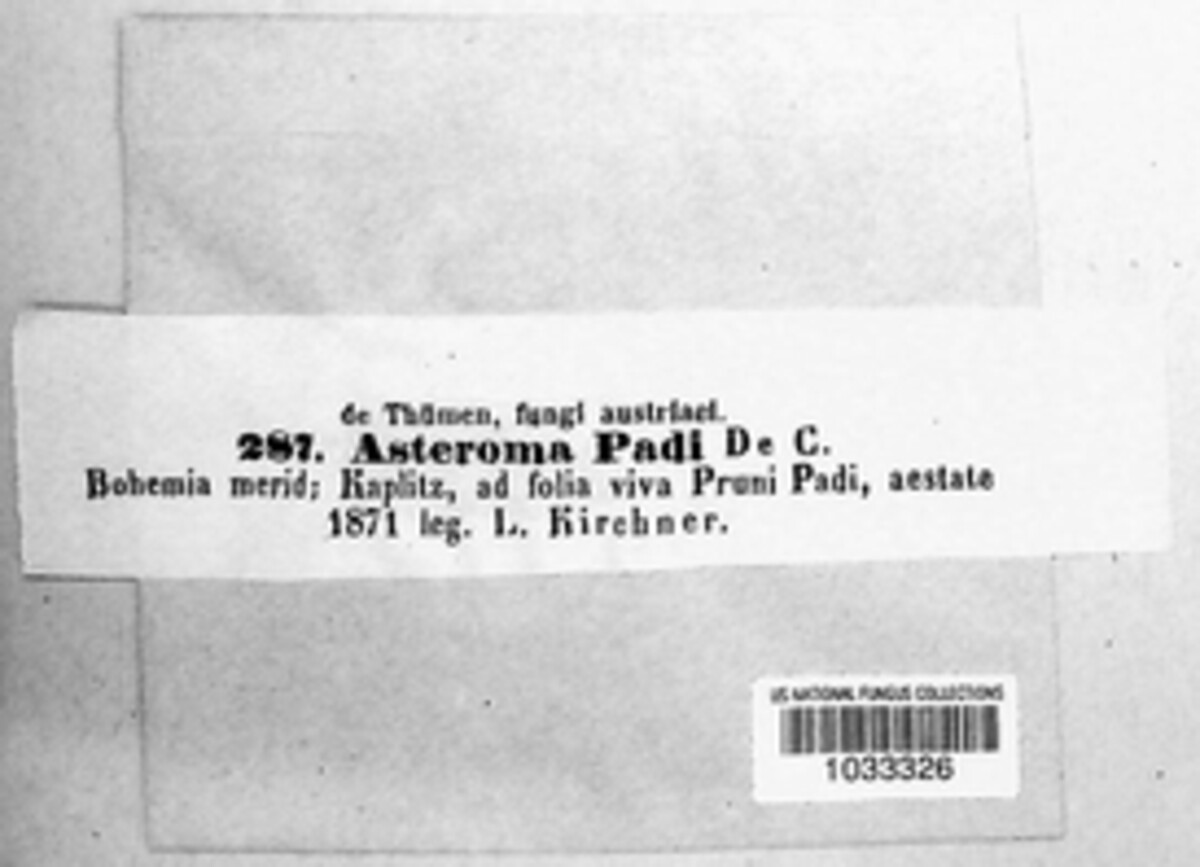 de Thümen, fungi austriaci.
287. Asteroma Padi De C.
Bohemia merid; Kaplitz, ad folia viva Pruni Padi, aestate
1871 leg. L. Kirchner.
US NATIONAL FUNGUS COLLECTIONS
1033326